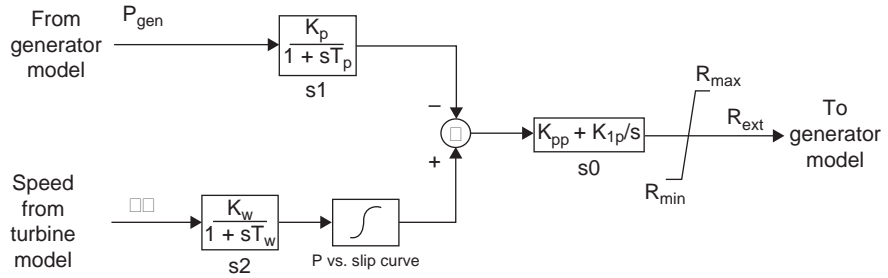 From
generator
model
P_gen
K_p
1 + sT_p
s1
−
+
K_pp + K_1p/s
s0
R_max
R_min
R_ext
To
generator
model
Speed
from
turbine
model
K_w
1 + sT_w
s2
P vs. slip curve